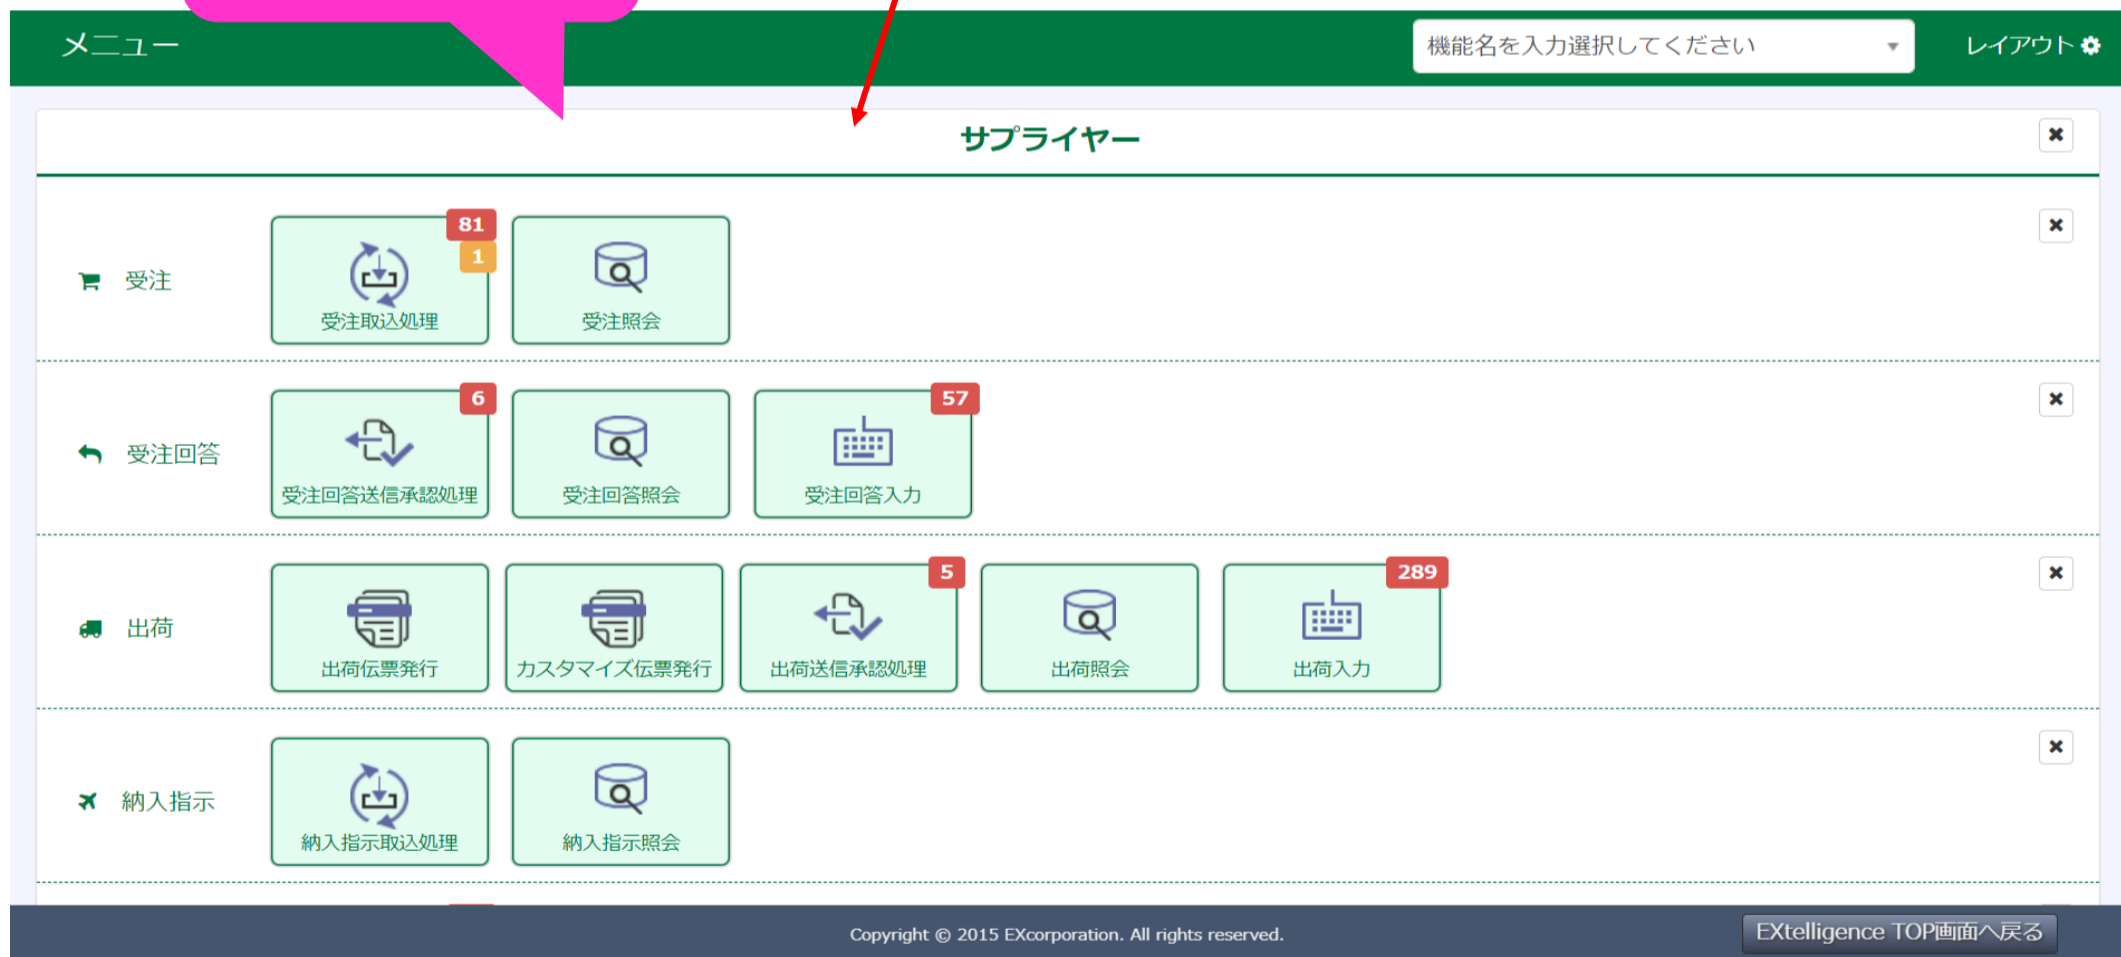 メニュー
機能名を入力選択してください
レイアウト
サプライヤー
受注
81
1
受注取込処理
受注照会
受注回答
6
受注回答送信承認処理
受注回答照会
57
受注回答入力
出荷
出荷伝票発行
カスタマイズ伝票発行
5
出荷送信承認処理
出荷照会
289
出荷入力
納入指示
納入指示取込処理
納入指示照会
Copyright © 2015 EXcorporation. All rights reserved.
EXtelligence TOP画面へ戻る